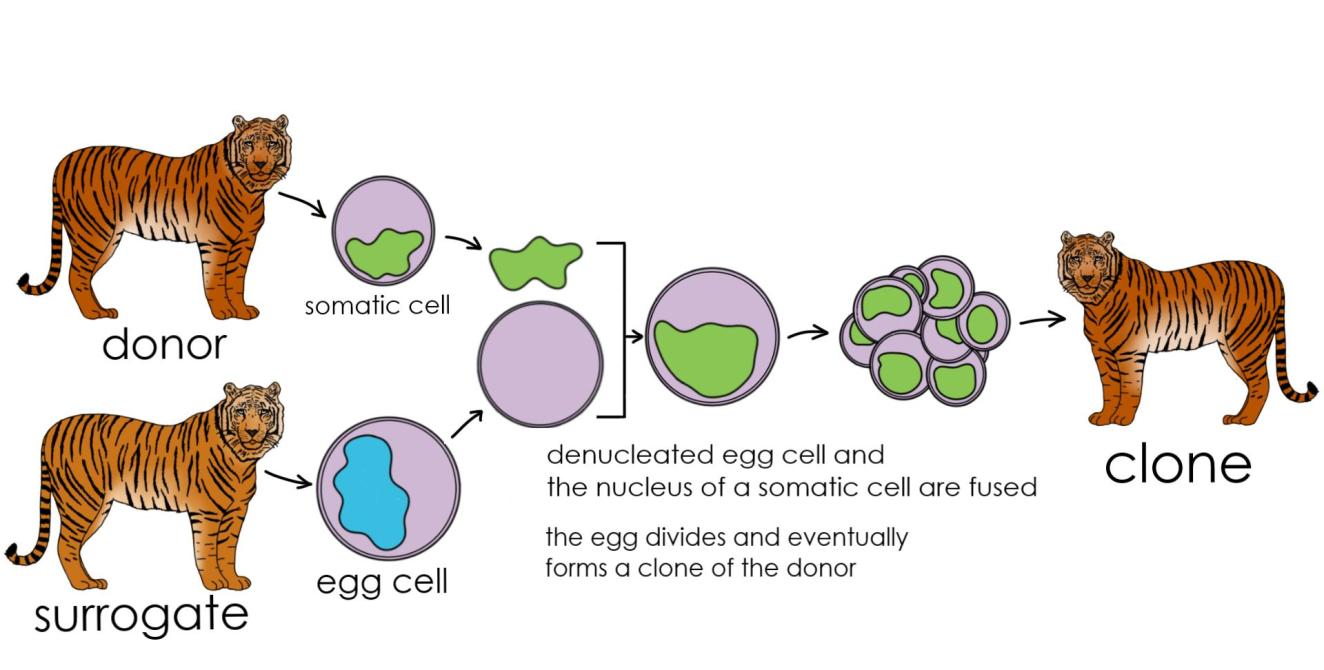 donor
somatic cell
surrogate
egg cell
denucleated egg cell and
the nucleus of a somatic cell are fused
the egg divides and eventually
forms a clone of the donor
clone